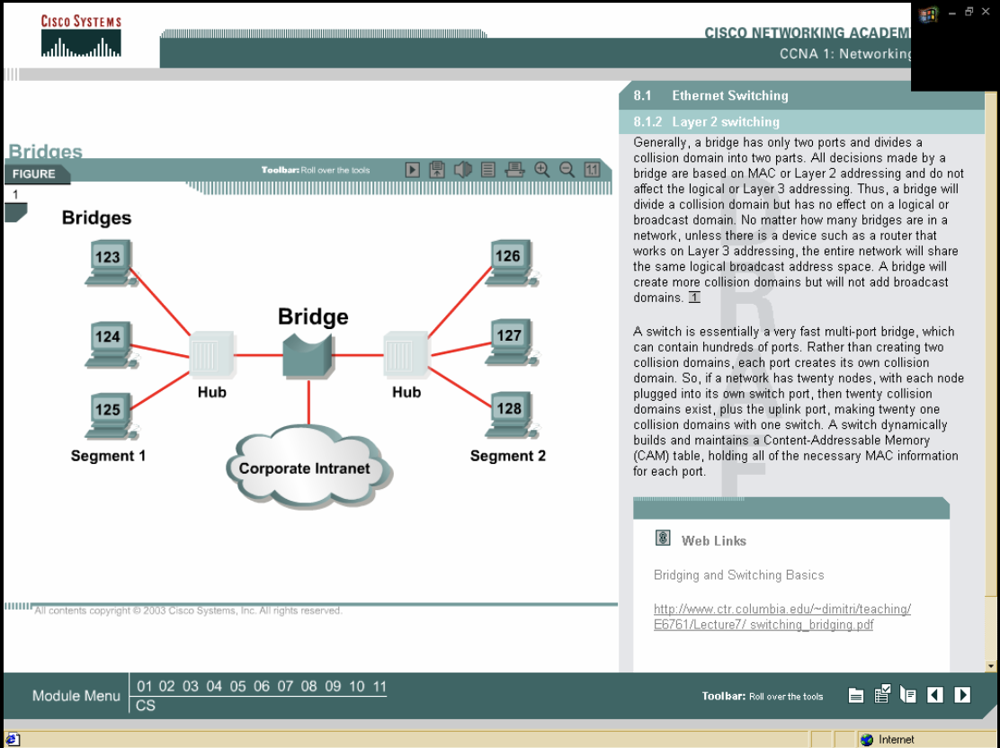 CISCO SYSTEMS
CISCO NETWORKING ACADEM
CCNA 1: Networking
8.1 Ethernet Switching
8.1.2 Layer 2 switching
Bridges
FIGURE
Toolbar: Roll over the tools
1:1
1
Bridges
123
124
125
Hub
Segment 1
Bridge
Corporate Intranet
126
127
128
Hub
Segment 2
All contents copyright © 2003 Cisco Systems, Inc. All rights reserved.
Generally, a bridge has only two ports and divides a
collision domain into two parts. All decisions made by a
bridge are based on MAC or Layer 2 addressing and do not
affect the logical or Layer 3 addressing. Thus, a bridge will
divide a collision domain but has no effect on a logical or
broadcast domain. No matter how many bridges are in a
network, unless there is a device such as a router that
works on Layer 3 addressing, the entire network will share
the same logical broadcast address space. A bridge will
create more collision domains but will not add broadcast
domains. 1
A switch is essentially a very fast multi-port bridge, which
can contain hundreds of ports. Rather than creating two
collision domains, each port creates its own collision
domain. So, if a network has twenty nodes, with each node
plugged into its own switch port, then twenty collision
domains exist, plus the uplink port, making twenty one
collision domains with one switch. A switch dynamically
builds and maintains a Content-Addressable Memory
(CAM) table, holding all of the necessary MAC information
for each port.
DRAF
Web Links
Bridging and Switching Basics
http://www.ctr.columbia.edu/~dimitri/teaching/
E6761/Lecture7/ switching_bridging.pdf
Module Menu
01 02 03 04 05 06 07 08 09 10 11
CS
Toolbar: Roll over the tools
Internet